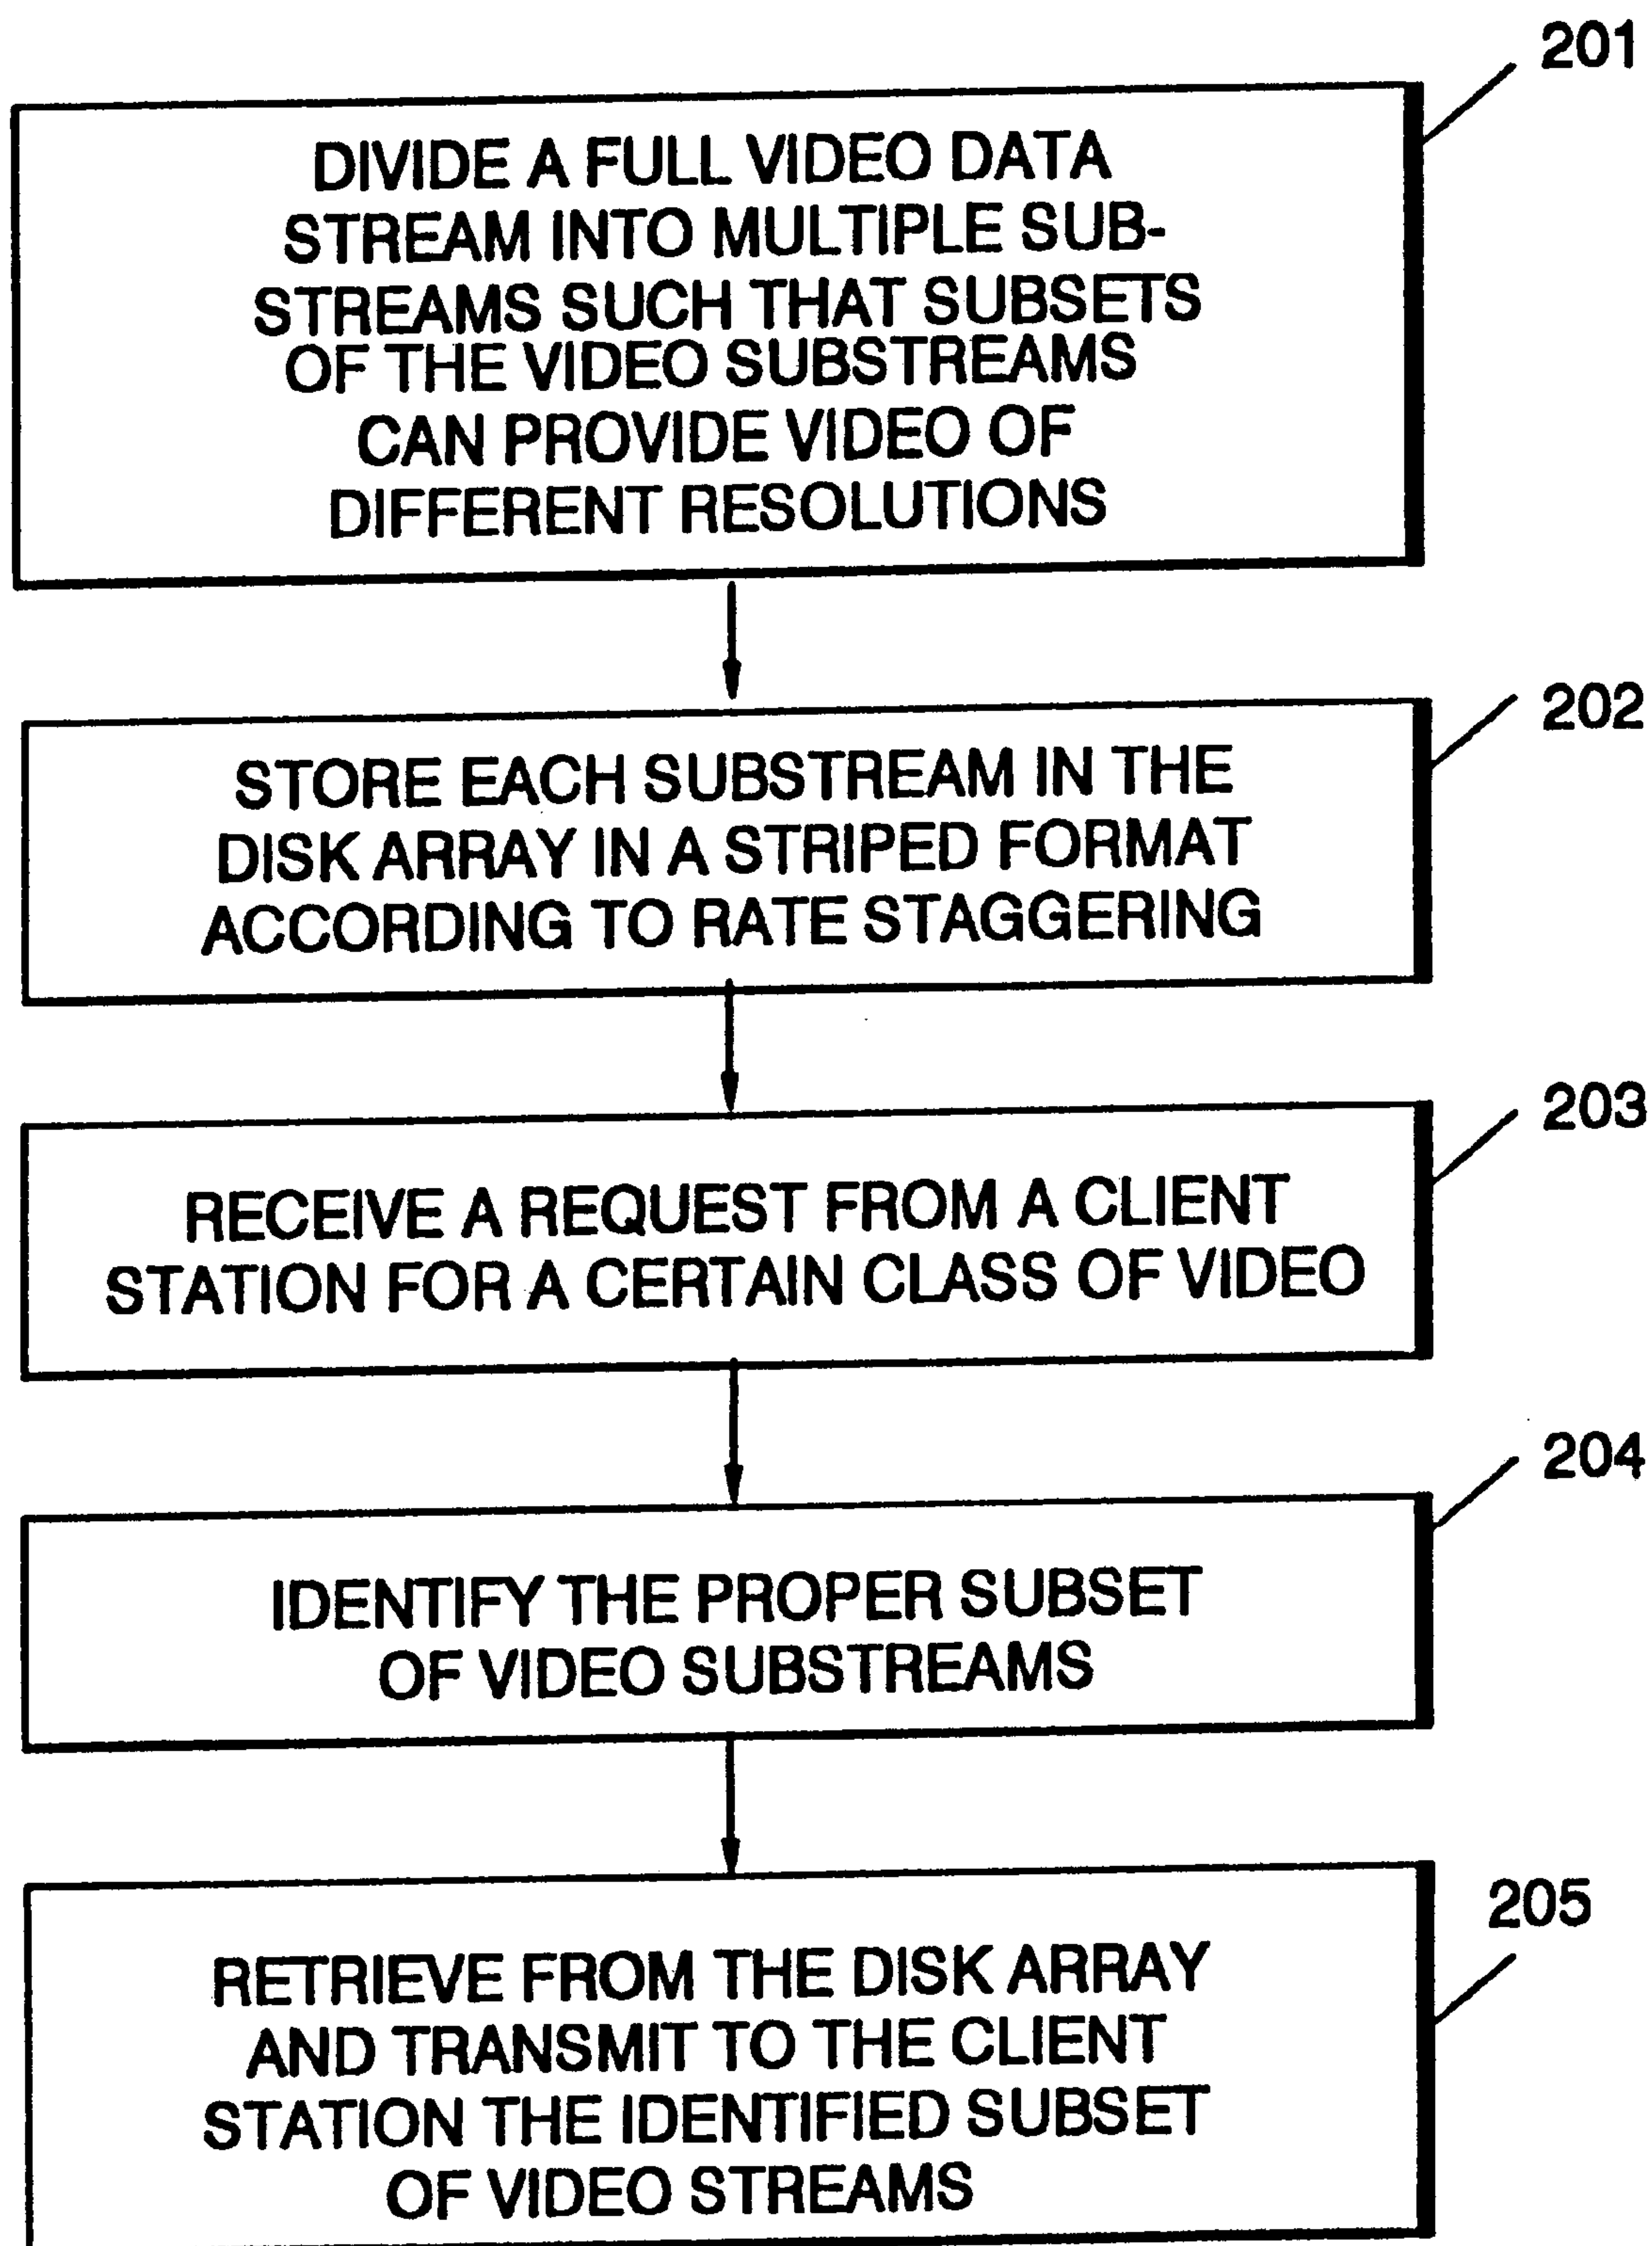 201
DIVIDE A FULL VIDEO DATA
STREAM INTO MULTIPLE SUB-
STREAMS SUCH THAT SUBSETS
OF THE VIDEO SUBSTREAMS
CAN PROVIDE VIDEO OF
DIFFERENT RESOLUTIONS
202
STORE EACH SUBSTREAM IN THE
DISK ARRAY IN A STRIPED FORMAT
ACCORDING TO RATE STAGGERING
203
RECEIVE A REQUEST FROM A CLIENT
STATION FOR A CERTAIN CLASS OF VIDEO
204
IDENTIFY THE PROPER SUBSET
OF VIDEO SUBSTREAMS
205
RETRIEVE FROM THE DISK ARRAY
AND TRANSMIT TO THE CLIENT
STATION THE IDENTIFIED SUBSET
OF VIDEO STREAMS